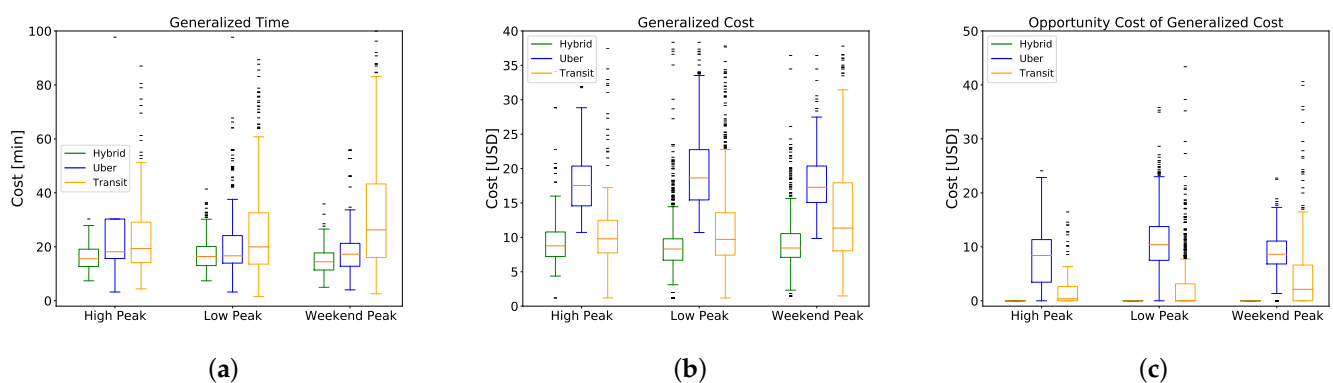 Generalized Time
Cost [min]
100
80
60
40
20
0
Hybrid
Uber
Transit
High Peak
Low Peak
Weekend Peak
(a)
Generalized Cost
Cost [USD]
40
35
30
25
20
15
10
5
0
Hybrid
Uber
Transit
High Peak
Low Peak
Weekend Peak
(b)
Opportunity Cost of Generalized Cost
Cost [USD]
50
40
30
20
10
0
Hybrid
Uber
Transit
High Peak
Low Peak
Weekend Peak
(c)